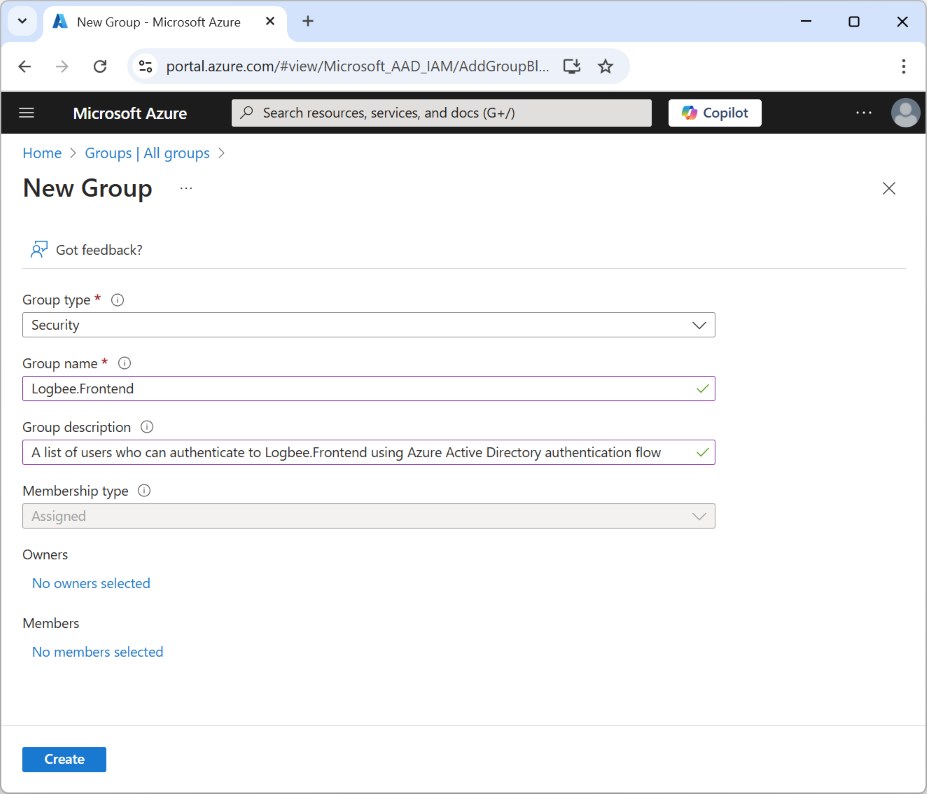 New Group - Microsoft Azure
portal.azure.com/#view/Microsoft_AAD_IAM/AddGroupBl...
Microsoft Azure
Search resources, services, and docs (G+/)
Copilot
...
Home > Groups | All groups >
New Group
...
Got feedback?
Group type *
Security
Group name *
Logbee.Frontend
Group description
A list of users who can authenticate to Logbee.Frontend using Azure Active Directory authentication flow
Membership type
Assigned
Owners
No owners selected
Members
No members selected
Create